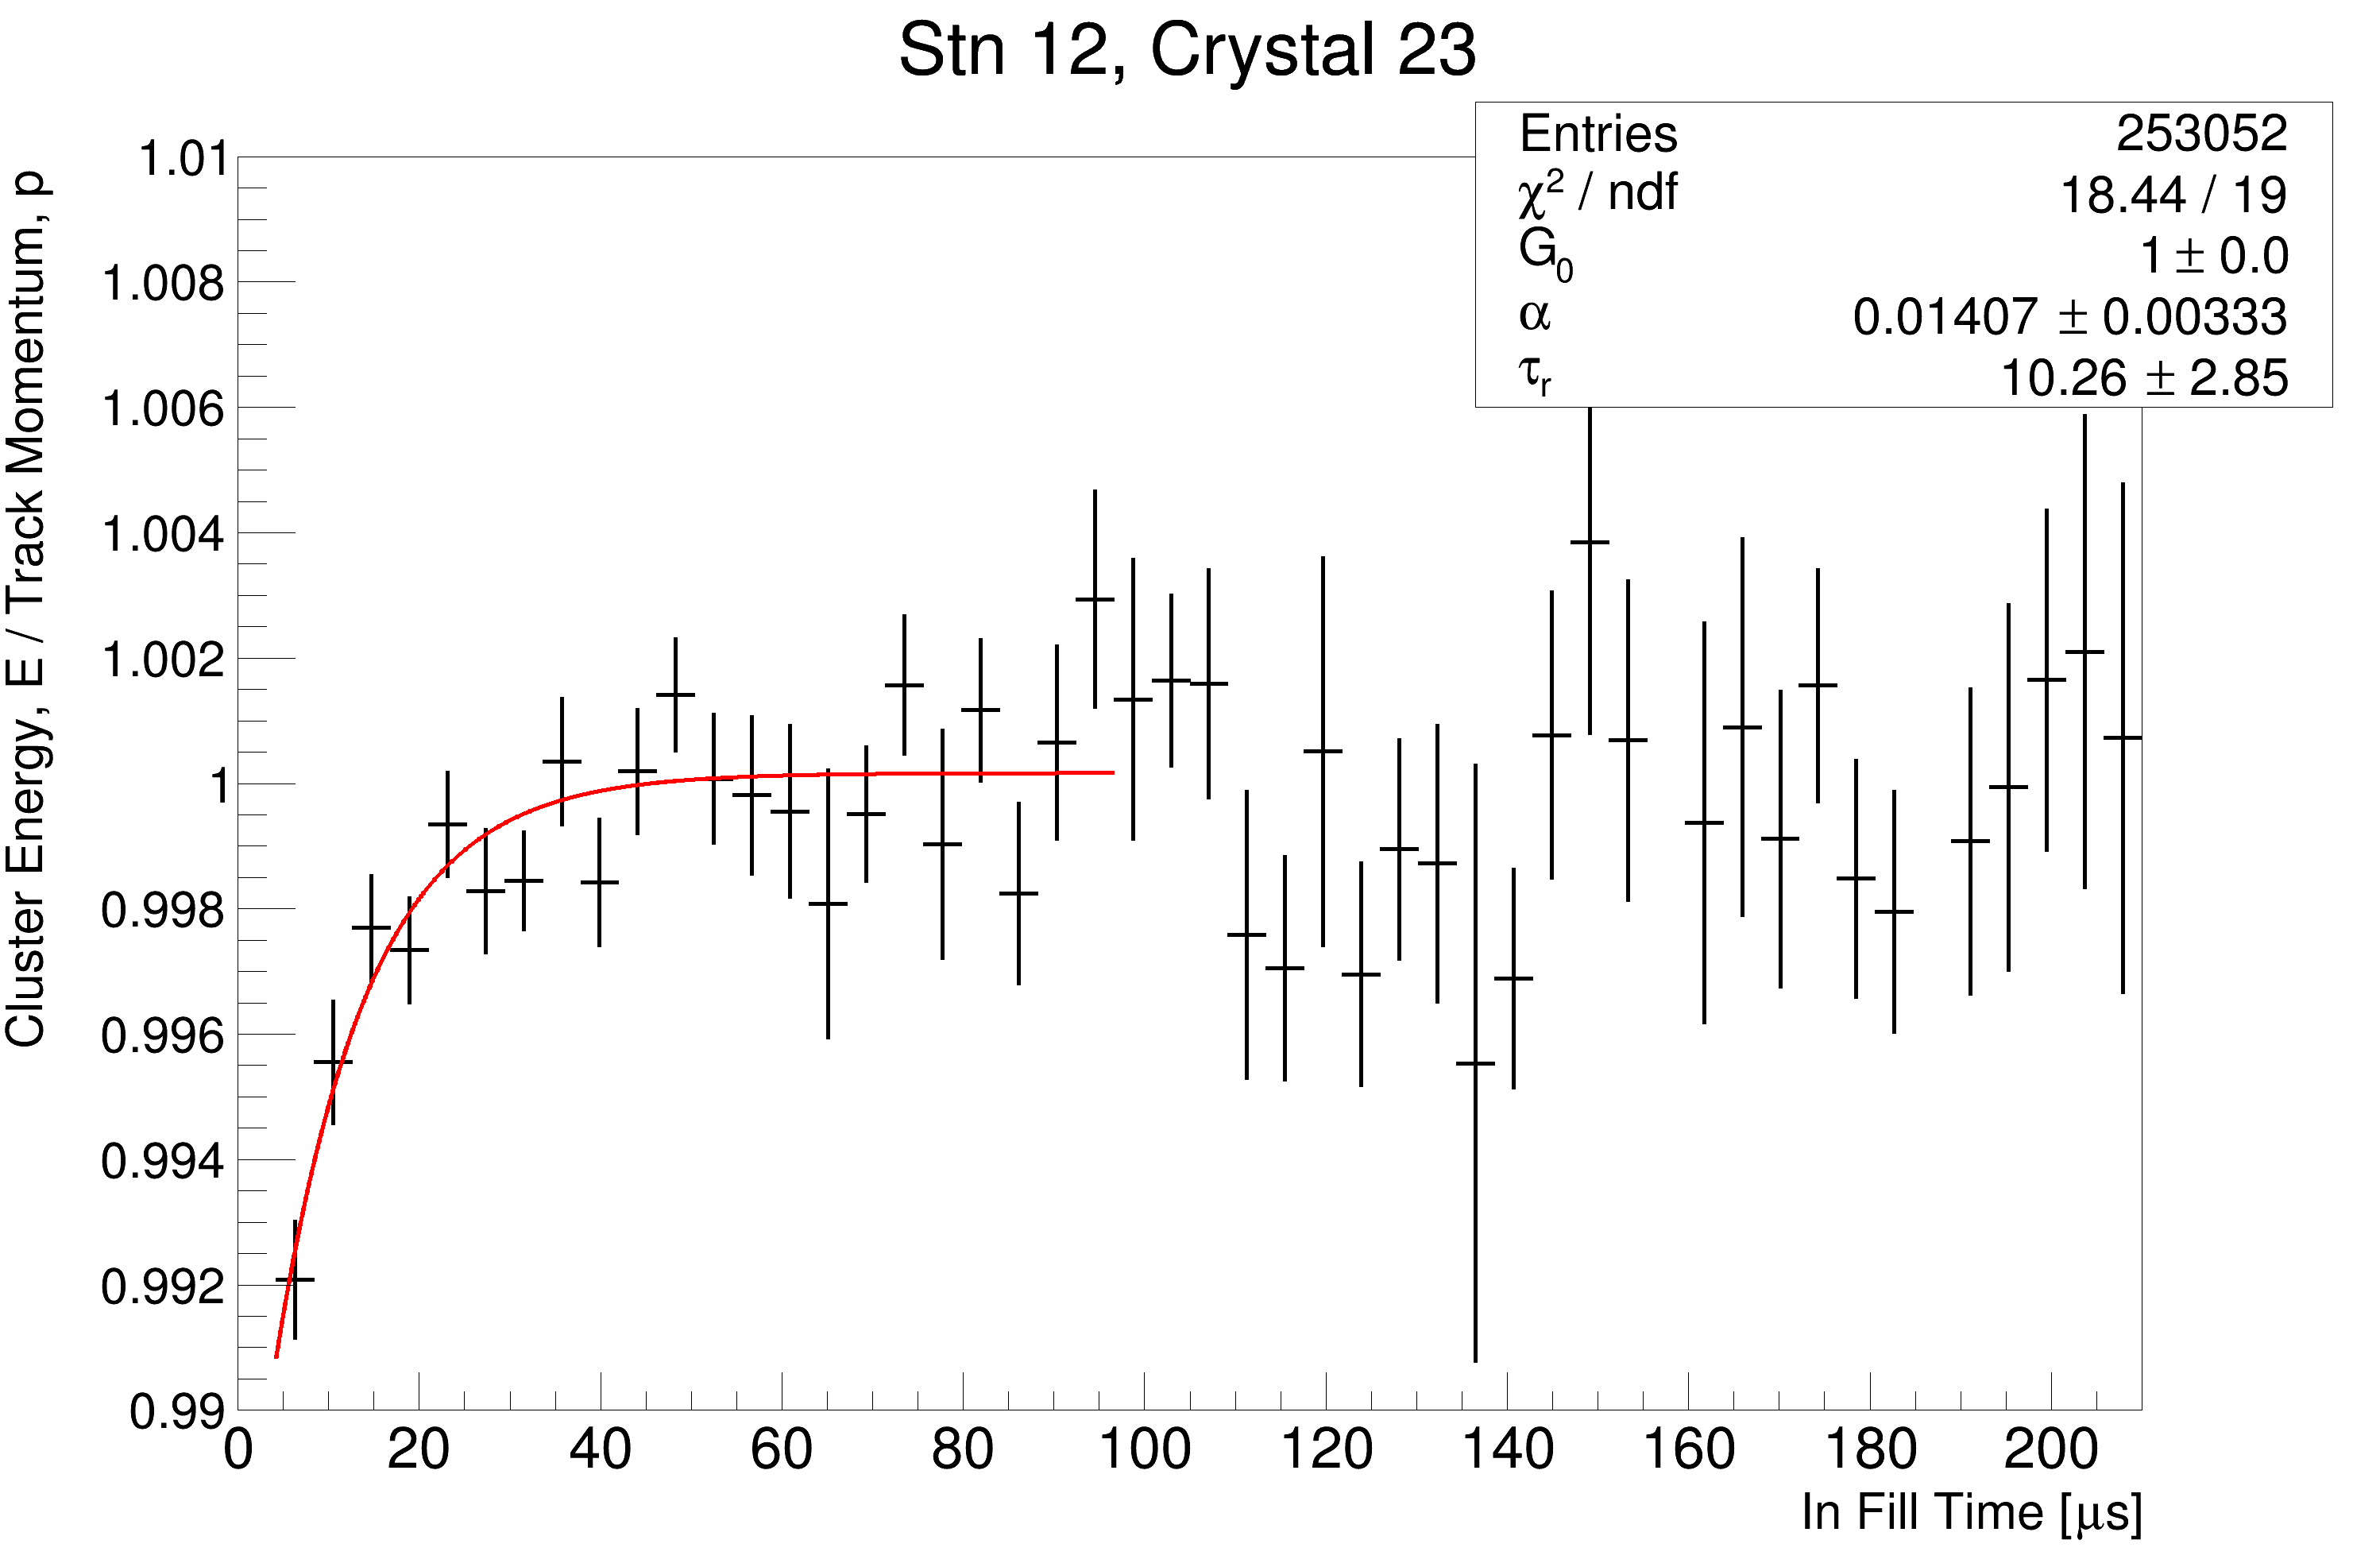 Stn 12, Crystal 23
Entries 253052
χ² / ndf 18.44 / 19
G₀ 1 ± 0.0
α 0.01407 ± 0.00333
τᵣ 10.26 ± 2.85
Cluster Energy, E / Track Momentum, p
1.01
1.008
1.006
1.004
1.002
1
0.998
0.996
0.994
0.992
0.99
0 20 40 60 80 100 120 140 160 180 200
In Fill Time [μs]